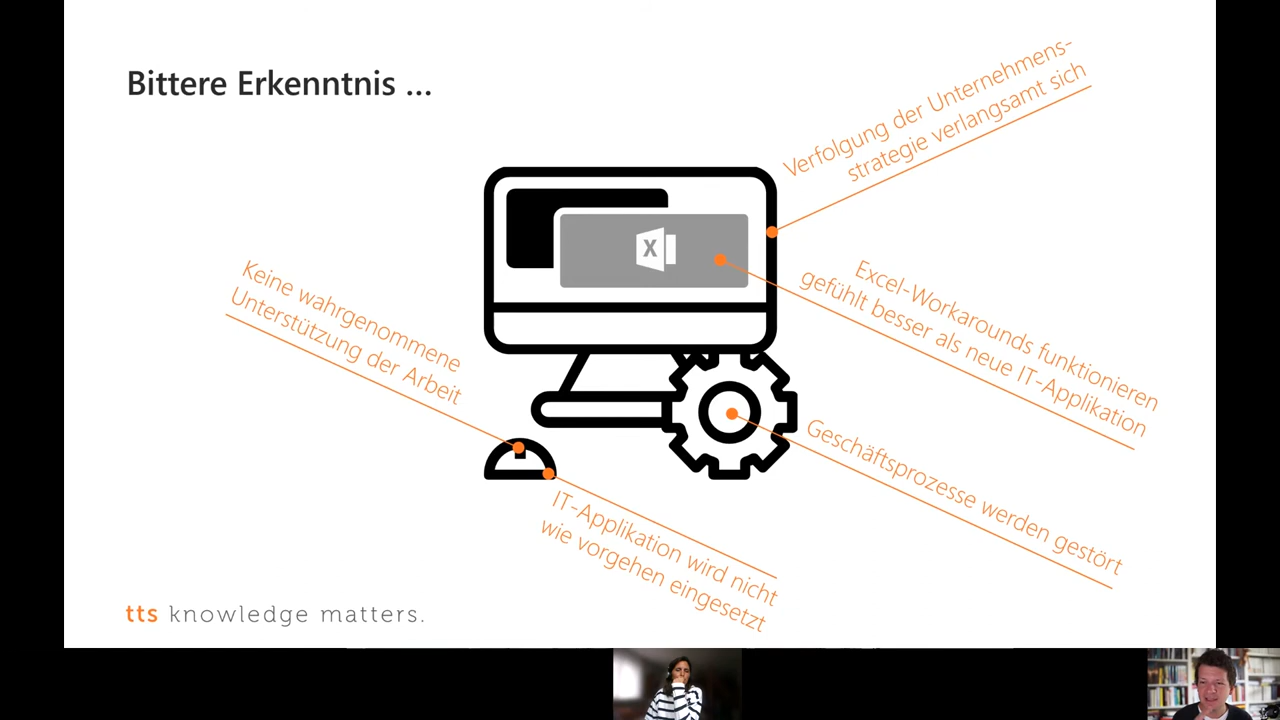 Bittere Erkenntnis ...
Verfolgung der Unternehmens-
strategie verlangsamt sich
X
Keine wahrgenommene
Unterstützung der Arbeit
Excel-Workarounds funktionieren
gefühlt besser als neue IT-Applikation
Geschäftsprozesse werden gestört
IT-Applikation wird nicht
wie vorgehen eingesetzt
tts knowledge matters.